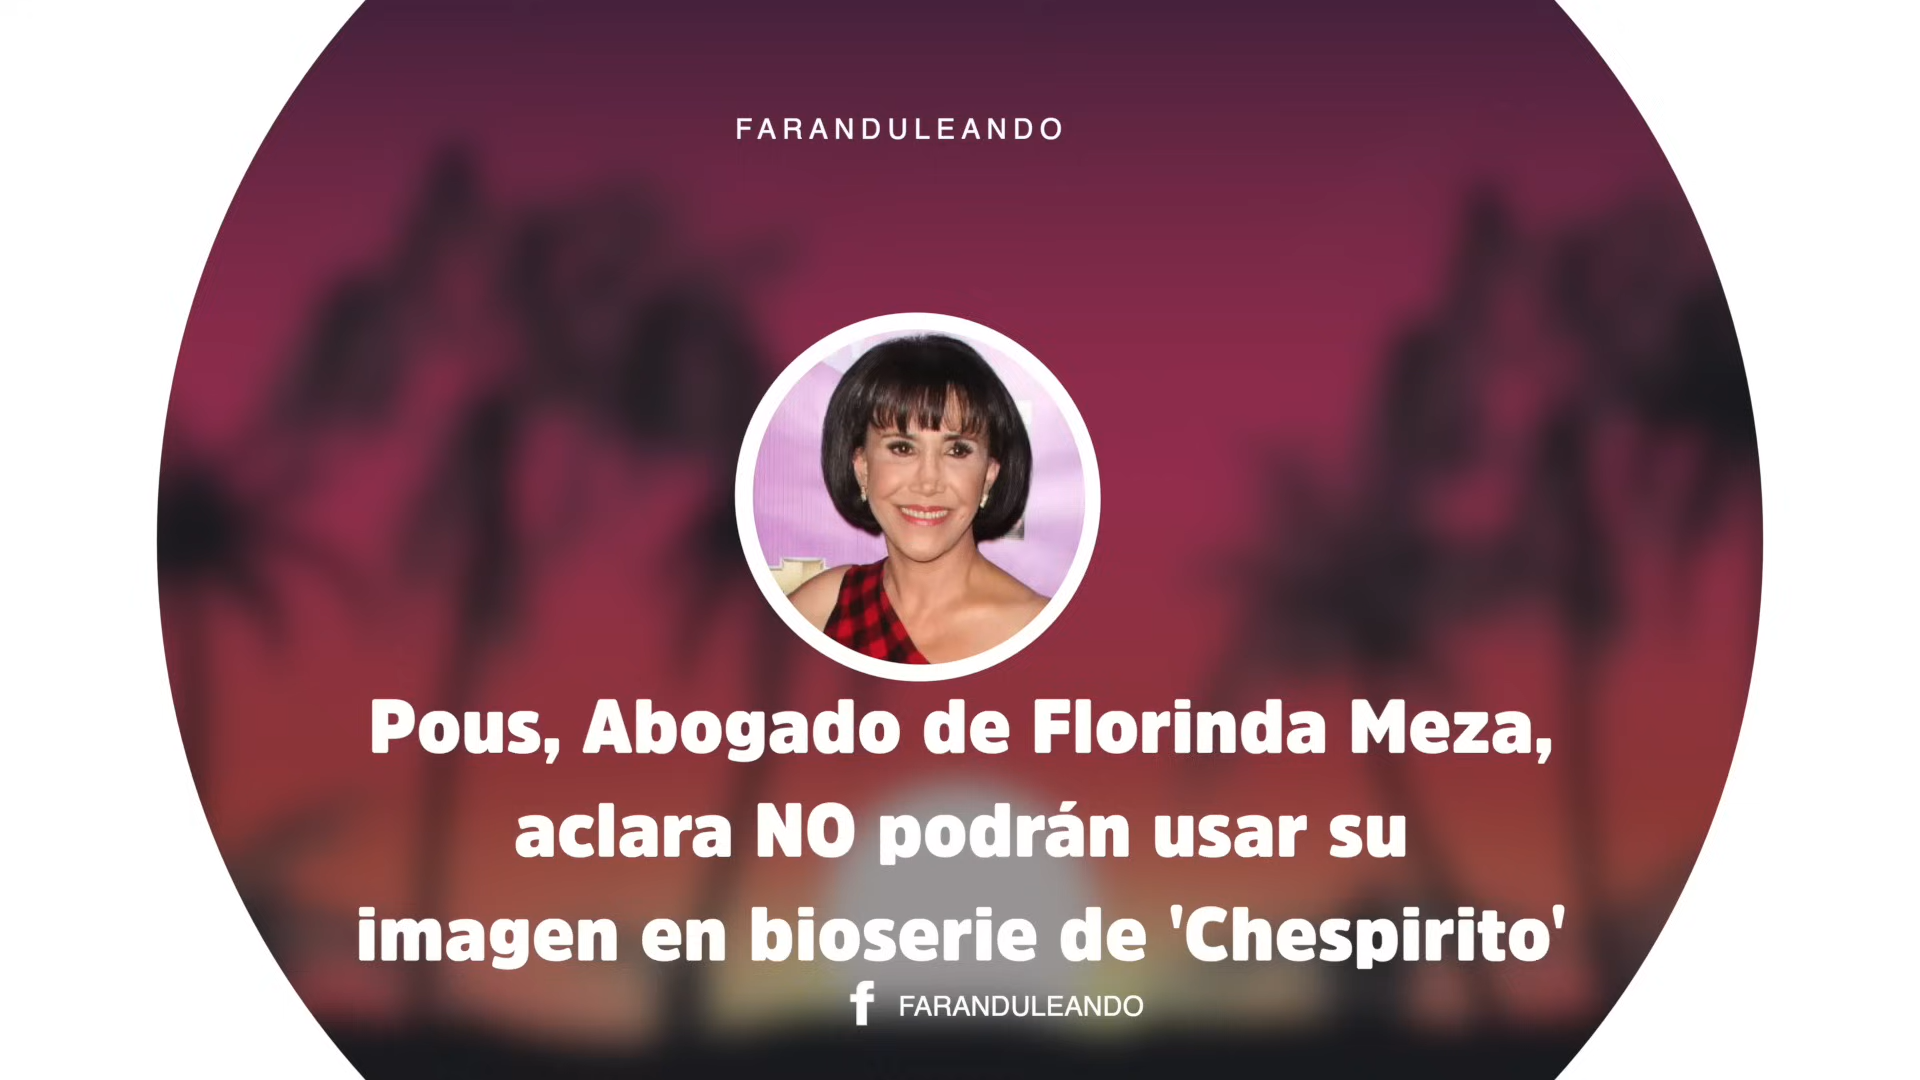 FARANDULEANDO
Pous, Abogado de Florinda Meza,
aclara NO podrán usar su
imagen en bioserie de 'Chespirito'
f FARANDULEANDO